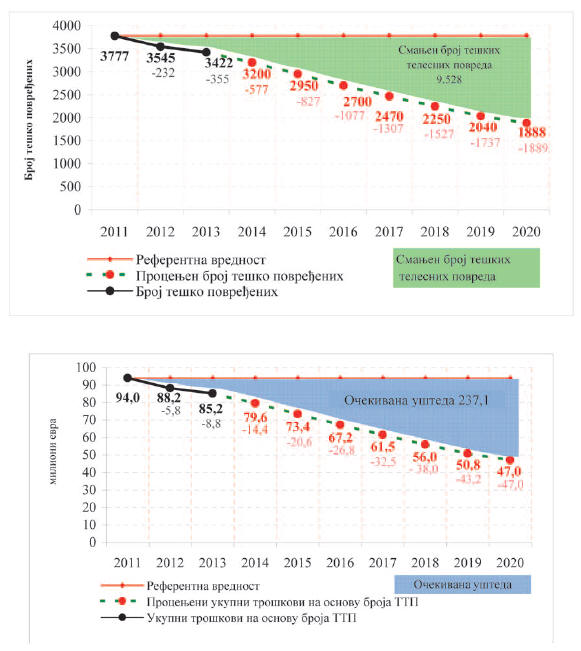 4000
3500
3000
2500
2000
1500
1000
500
0
Број тешко повређених
Смањен број тешких
телесних повреда
9.528
3777 3545 3422 3200 2950 2700 2470 2250 2040 1888
-232 -355 -577 -827 -1077 -1307 -1527 -1737 -1889
2011 2012 2013 2014 2015 2016 2017 2018 2019 2020
Референтна вредност
Процењен број тешко повређених
Број тешко повређених
Смањен број тешких
телесних повреда
100
90
80
70
60
50
40
30
20
10
0
милиони евра
Очекивана уштеда 237,1
94,0 88,2 85,2 79,6 73,4 67,2 61,5 56,0 50,8 47,0
-5,8 -8,8 -14,4 -20,6 -26,8 -32,5 -38,0 -43,2 -47,0
2011 2012 2013 2014 2015 2016 2017 2018 2019 2020
Референтна вредност
Процењени укупни трошкови на основу броја ТТП
Укупни трошкови на основу броја ТТП
Очекивана уштеда